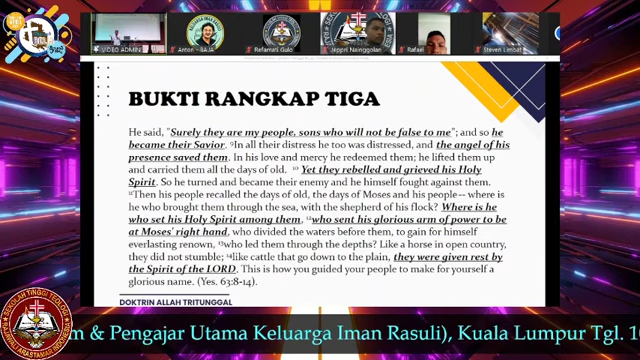 VIDEO ADMIN
Anton - BAJA
Refamati Gulo
Jeppri Nainggolan
Rafael
Steven Limbat
BUKTI RANGKAP TIGA
He said, "Surely they are my people, sons who will not be false to me"; and so he
became their Savior. 9In all their distress he too was distressed, and the angel of his
presence saved them. In his love and mercy he redeemed them; he lifted them up
and carried them all the days of old. 10 Yet they rebelled and grieved his Holy
Spirit. So he turned and became their enemy and he himself fought against them.
11Then his people recalled the days of old, the days of Moses and his people-- where is
he who brought them through the sea, with the shepherd of his flock? Where is he
who set his Holy Spirit among them, 12who sent his glorious arm of power to be
at Moses' right hand, who divided the waters before them, to gain for himself
everlasting renown, 13who led them through the depths? Like a horse in open country,
they did not stumble; 14like cattle that go down to the plain, they were given rest by
the Spirit of the LORD. This is how you guided your people to make for yourself a
glorious name. (Yes. 63:8-14).
DOKTRIN ALLAH TRITUNGGAL
m & Pengajar Utama Keluarga Iman Rasuli), Kuala Lumpur Tgl. 1